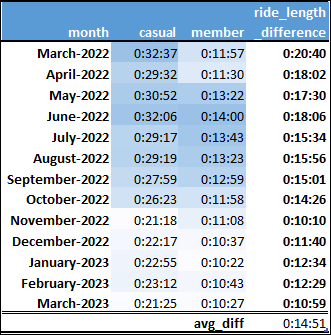 month casual member ride_length_difference
March-2022 0:32:37 0:11:57 0:20:40
April-2022 0:29:32 0:11:30 0:18:02
May-2022 0:30:52 0:13:22 0:17:30
June-2022 0:32:06 0:14:00 0:18:06
July-2022 0:29:17 0:13:43 0:15:34
August-2022 0:29:19 0:13:23 0:15:56
September-2022 0:27:59 0:12:59 0:15:01
October-2022 0:26:23 0:11:58 0:14:26
November-2022 0:21:18 0:11:08 0:10:10
December-2022 0:22:17 0:10:37 0:11:40
January-2023 0:22:55 0:10:22 0:12:34
February-2023 0:23:12 0:10:43 0:12:29
March-2023 0:21:25 0:10:27 0:10:59
avg_diff 0:14:51